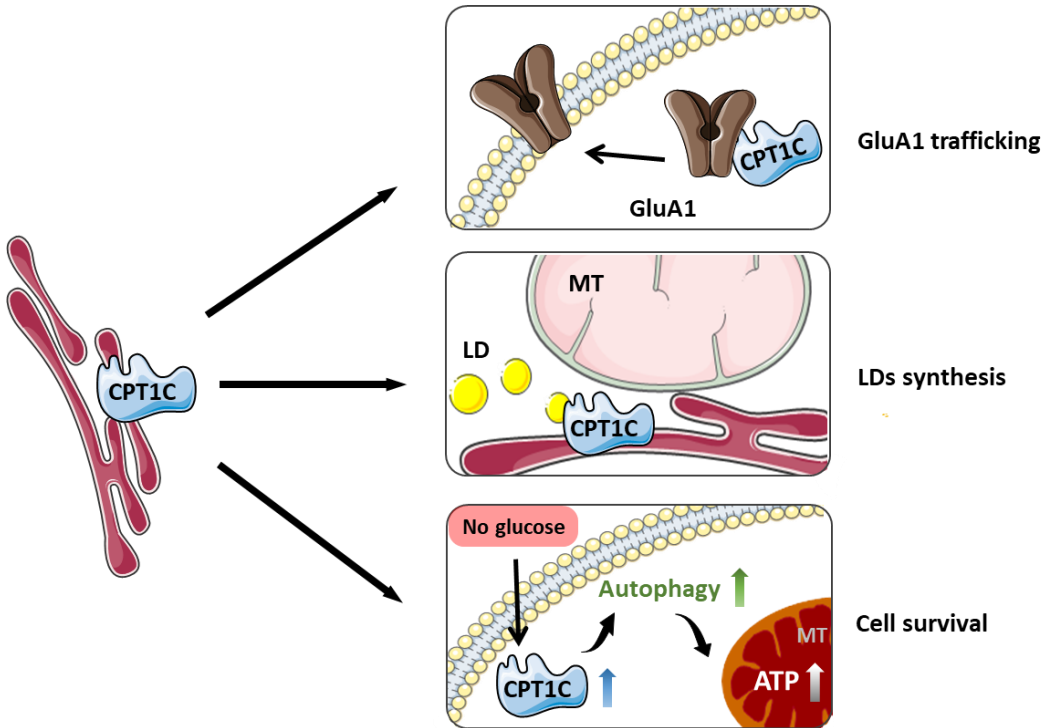 CPT1C
CPT1C
GluA1
GluA1 trafficking
MT
LD
CPT1C
LDs synthesis
No glucose
Autophagy
CPT1C
MT
ATP
Cell survival